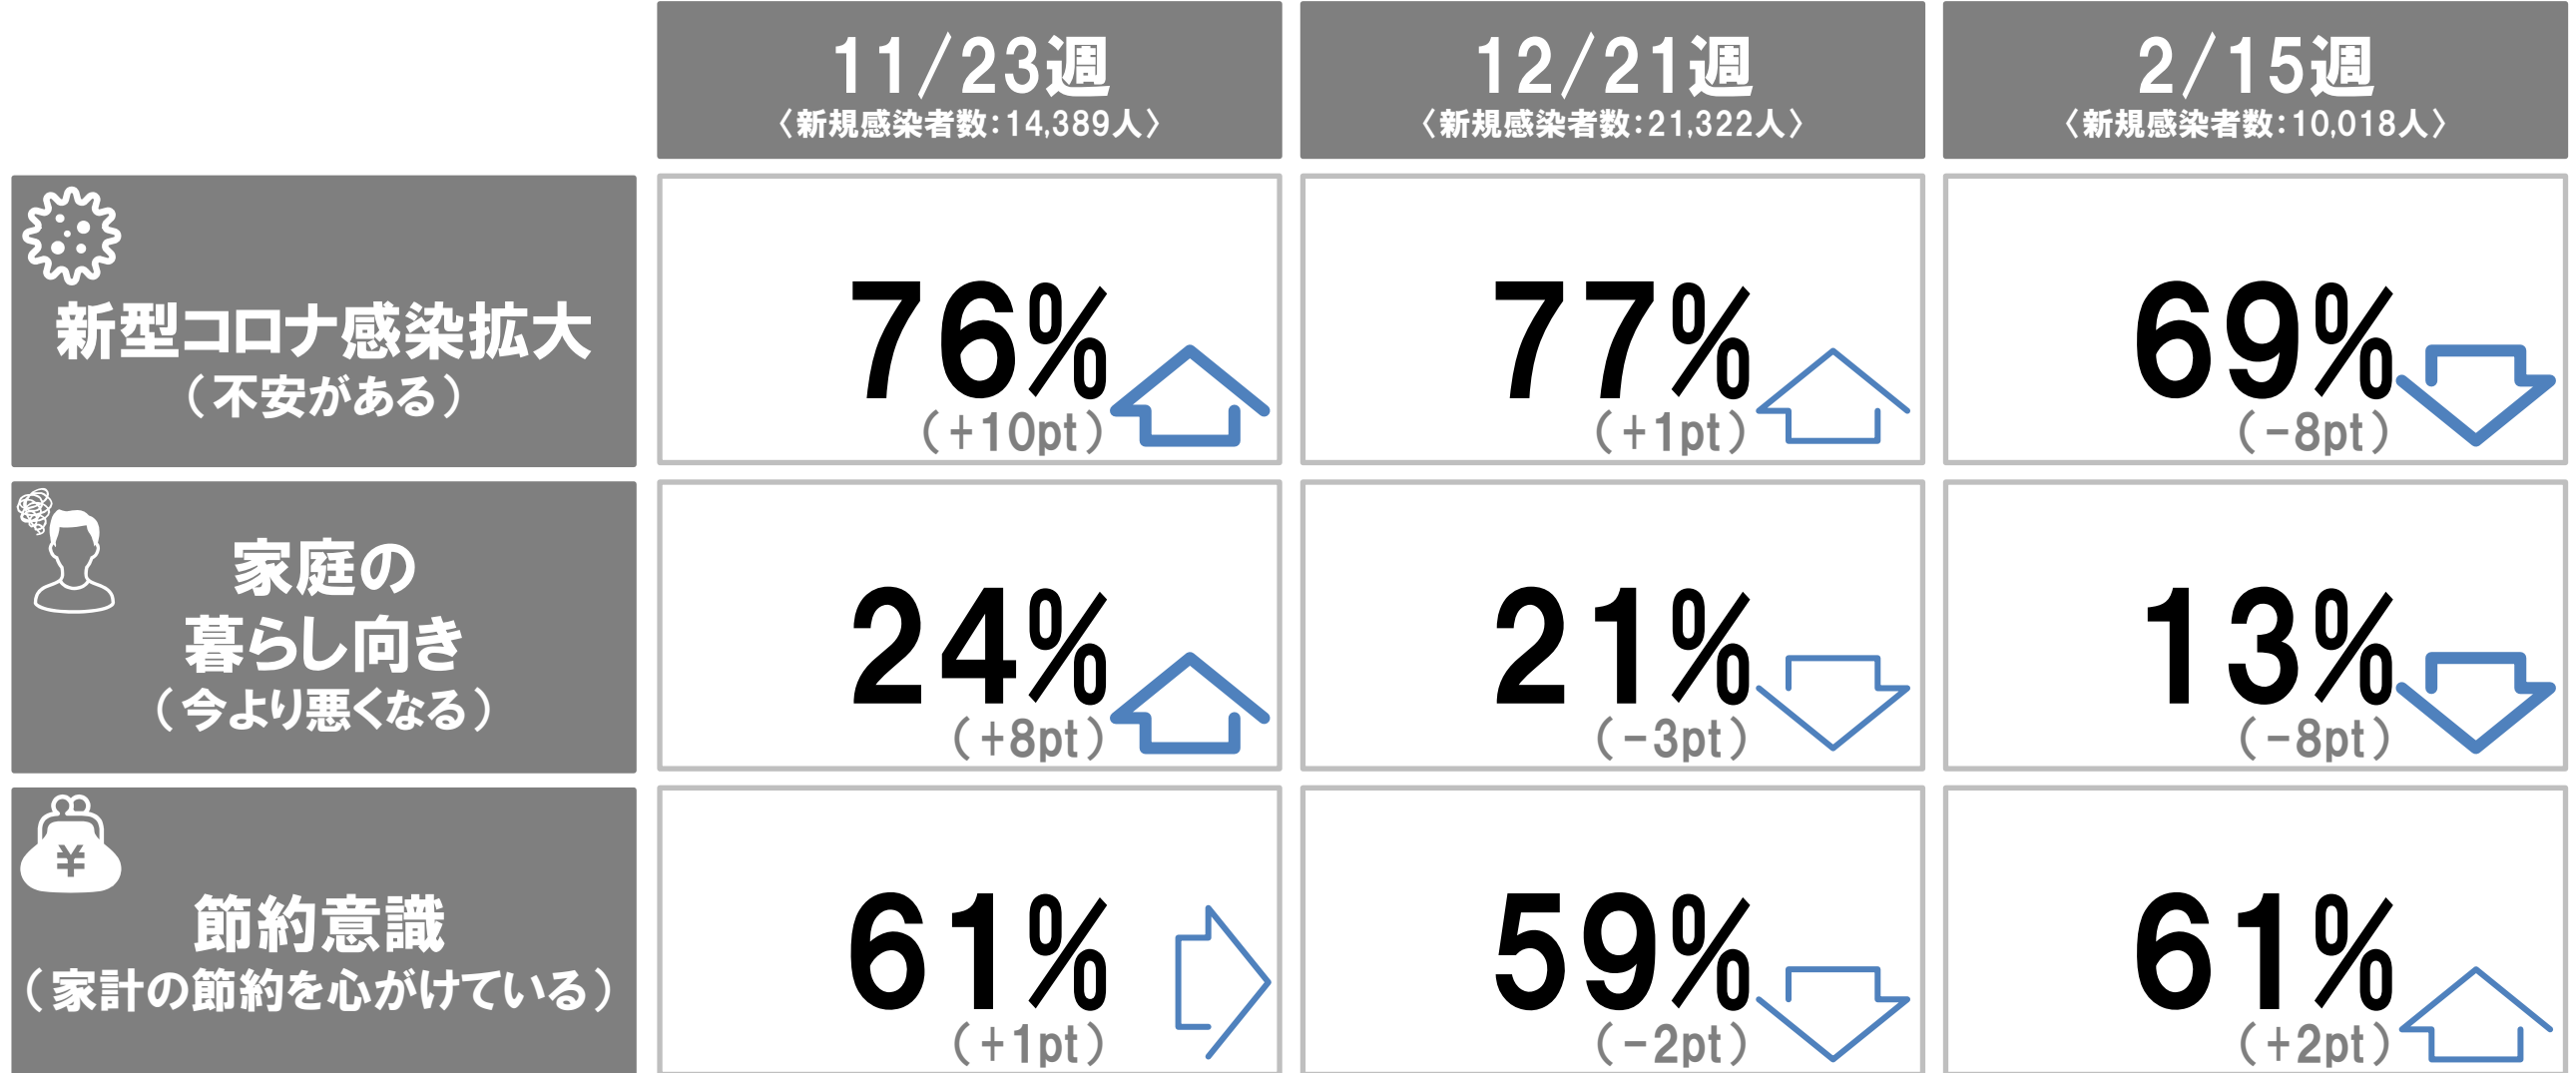 11/23週
〈新規感染者数：14,389人〉
12/21週
〈新規感染者数：21,322人〉
2/15週
〈新規感染者数：10,018人〉
新型コロナ感染拡大
（不安がある）
76%
（+10pt）
77%
（+1pt）
69%
（-8pt）
家庭の
暮らし向き
（今より悪くなる）
24%
（+8pt）
21%
（-3pt）
13%
（-8pt）
¥
節約意識
（家計の節約を心がけている）
61%
（+1pt）
59%
（-2pt）
61%
（+2pt）